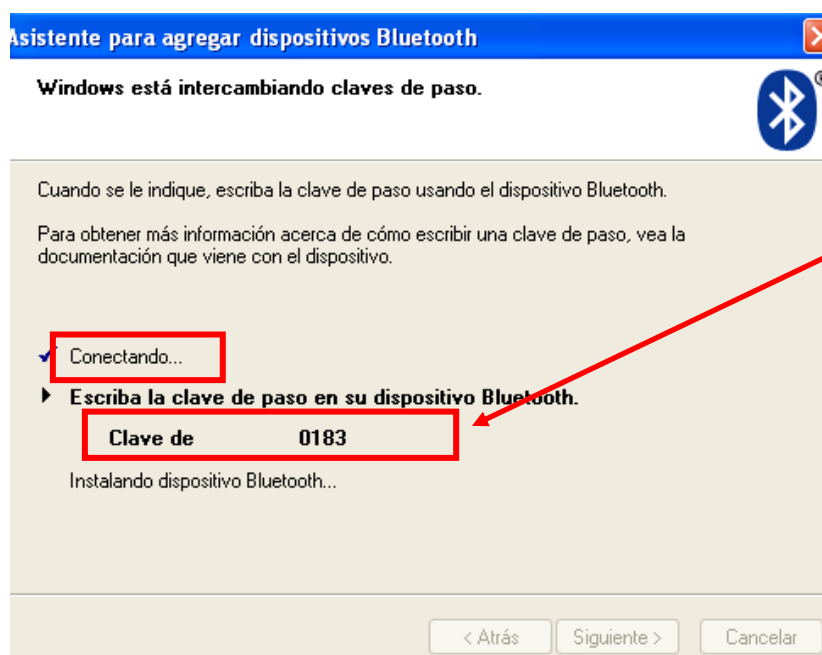 Asistente para agregar dispositivos Bluetooth
Windows está intercambiando claves de paso.
Cuando se le indique, escriba la clave de paso usando el dispositivo Bluetooth.
Para obtener más información acerca de cómo escribir una clave de paso, vea la
documentación que viene con el dispositivo.
Conectando...
Escriba la clave de paso en su dispositivo Bluetooth.
Clave de 0183
Instalando dispositivo Bluetooth...
< Atrás Siguiente > Cancelar